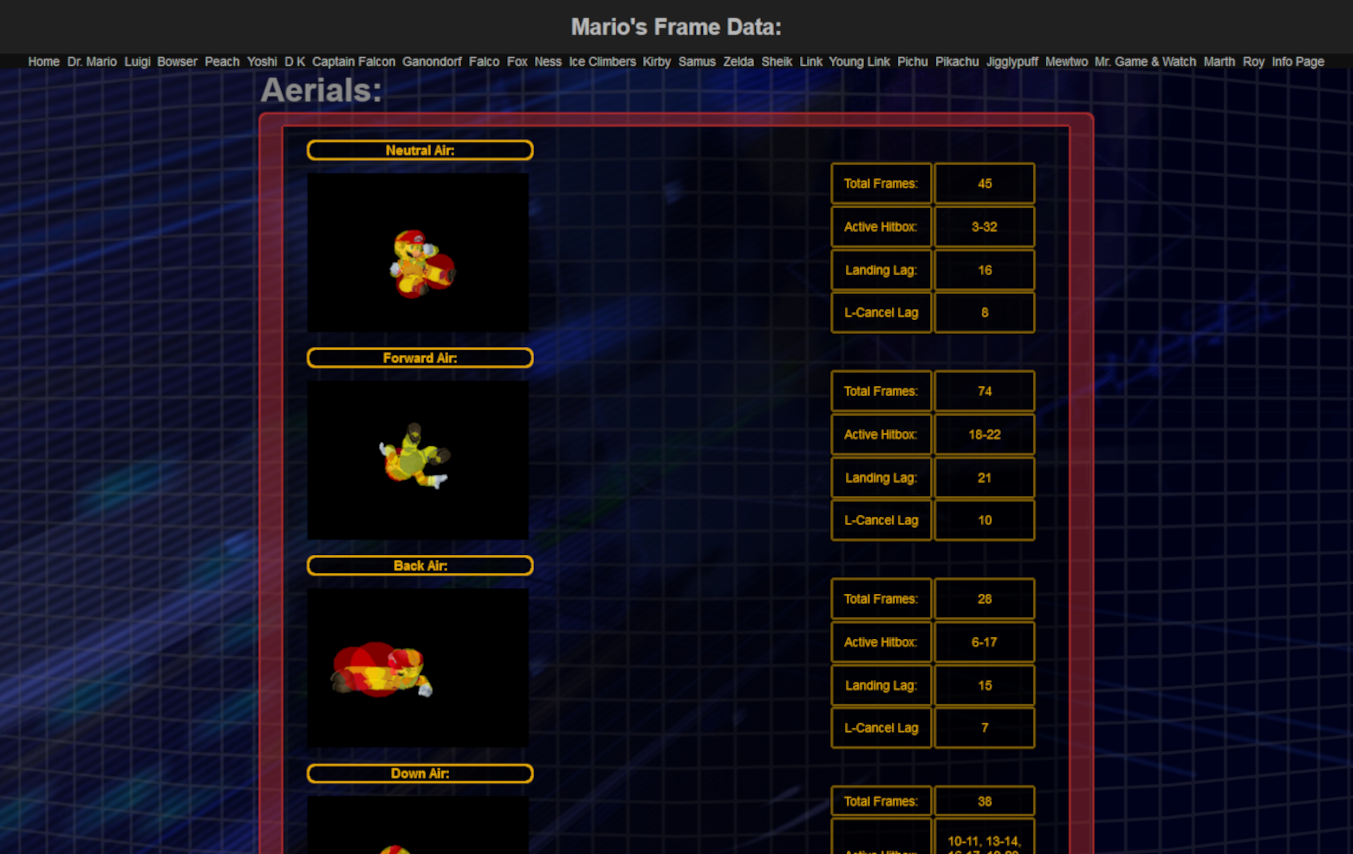 Mario's Frame Data:
Home Dr. Mario Luigi Bowser Peach Yoshi D K Captain Falcon Ganondorf Falco Fox Ness Ice Climbers Kirby Samus Zelda Sheik Link Young Link Pichu Pikachu Jigglypuff Mewtwo Mr. Game & Watch Marth Roy Info Page
Aerials:
Neutral Air:
Total Frames: 45
Active Hitbox: 3-32
Landing Lag: 16
L-Cancel Lag 8
Forward Air:
Total Frames: 74
Active Hitbox: 18-22
Landing Lag: 21
L-Cancel Lag 10
Back Air:
Total Frames: 28
Active Hitbox: 6-17
Landing Lag: 15
L-Cancel Lag 7
Down Air:
Total Frames: 38
10-11, 13-14,